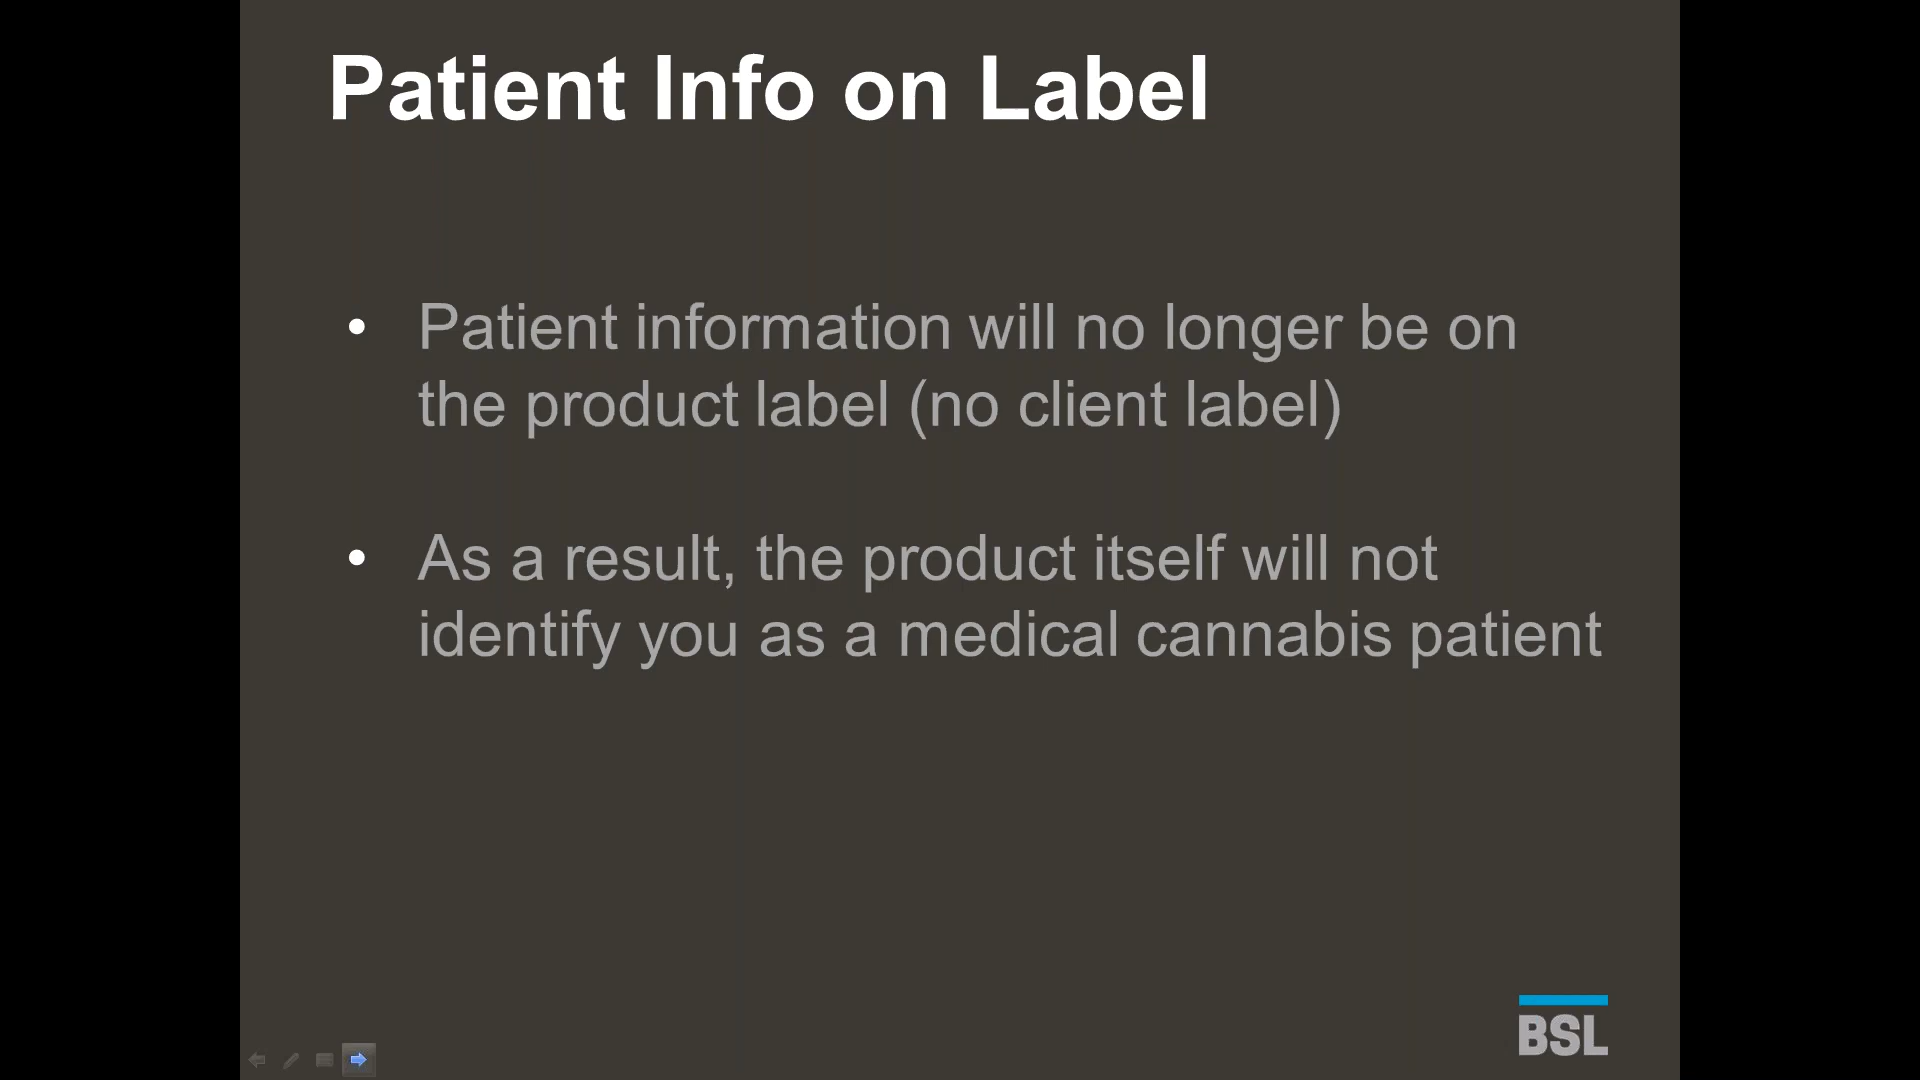 Patient Info on Label
• Patient information will no longer be on
the product label (no client label)
• As a result, the product itself will not
identify you as a medical cannabis patient
BSL